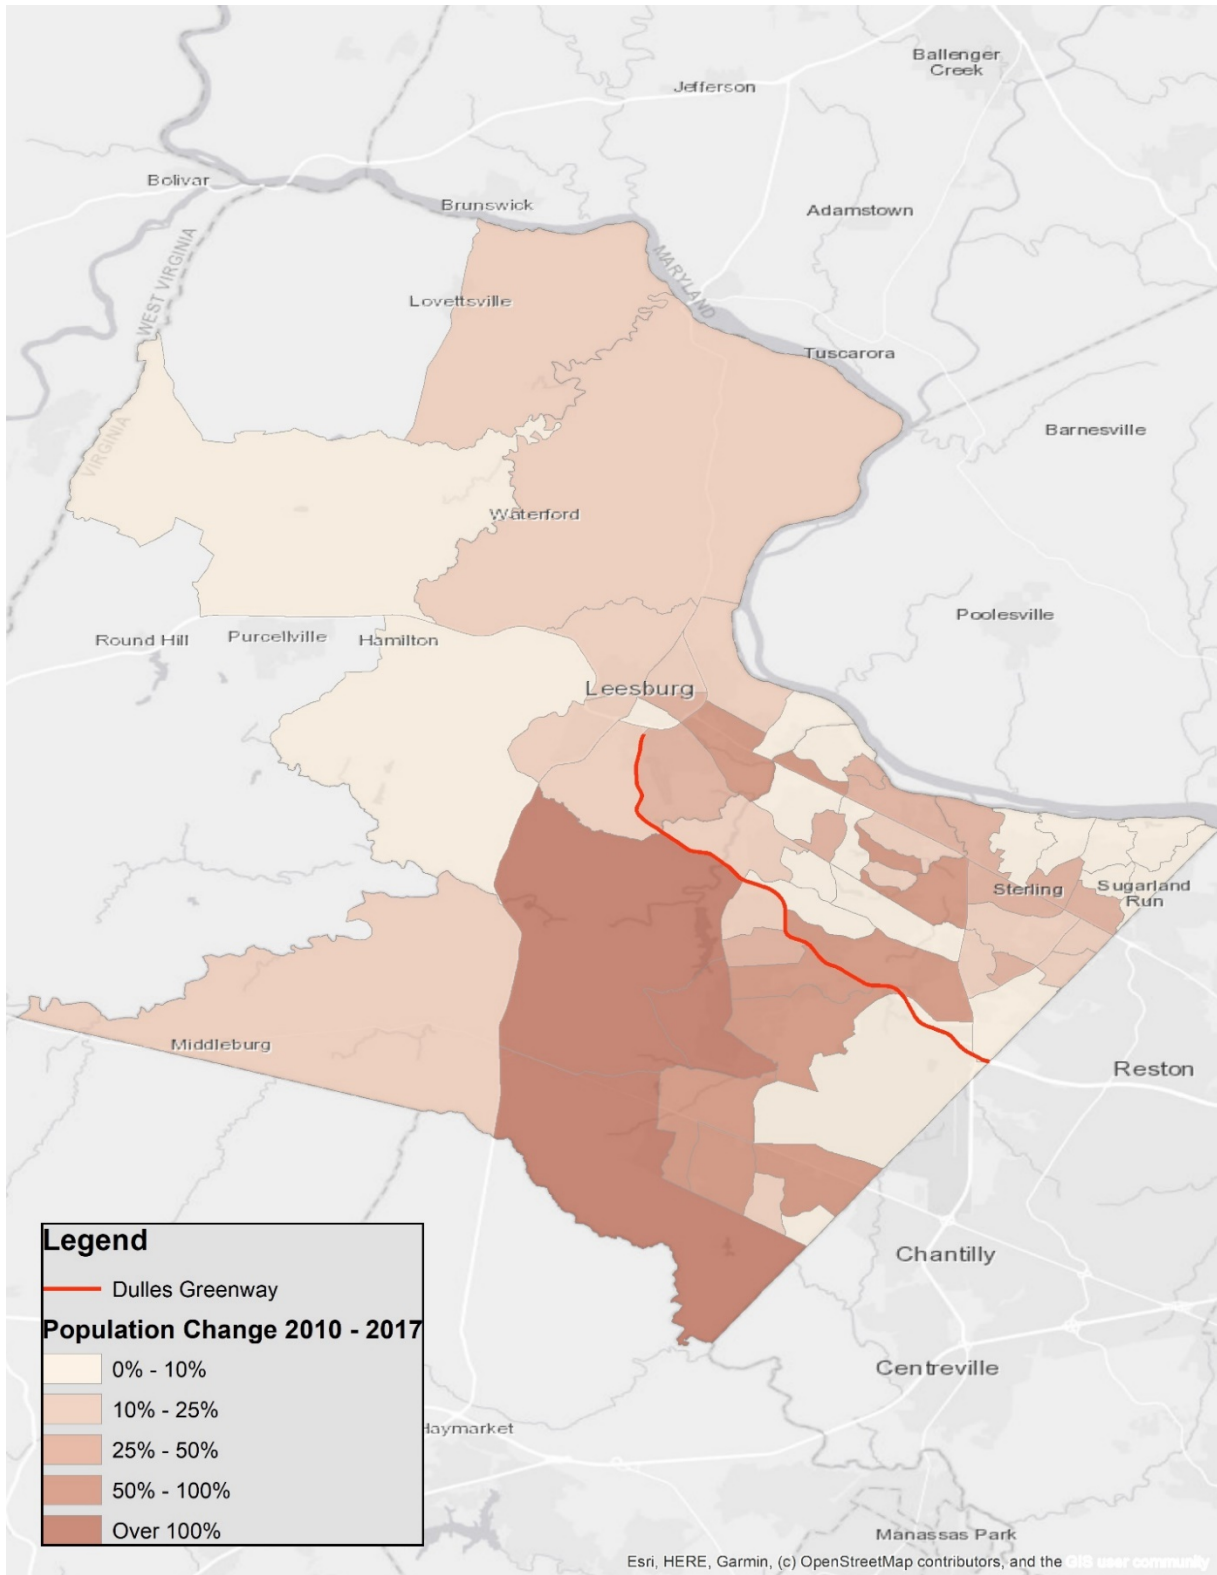 Ballenger
Creek
Jefferson
Bolivar
Brunswick
Adamstown
WEST VIRGINIA
MARYLAND
Lovettsville
Tuscarora
VIRGINIA
Barnesville
Waterford
Poolesville
Round Hill
Purcellville
Hamilton
Leesburg
Sterling
Sugarland
Run
Middleburg
Reston
Legend
Dulles Greenway
Population Change 2010 - 2017
0% - 10%
10% - 25%
25% - 50%
50% - 100%
Over 100%
Chantilly
Centreville
Haymarket
Manassas Park
Esri, HERE, Garmin, (c) OpenStreetMap contributors, and the GIS user community